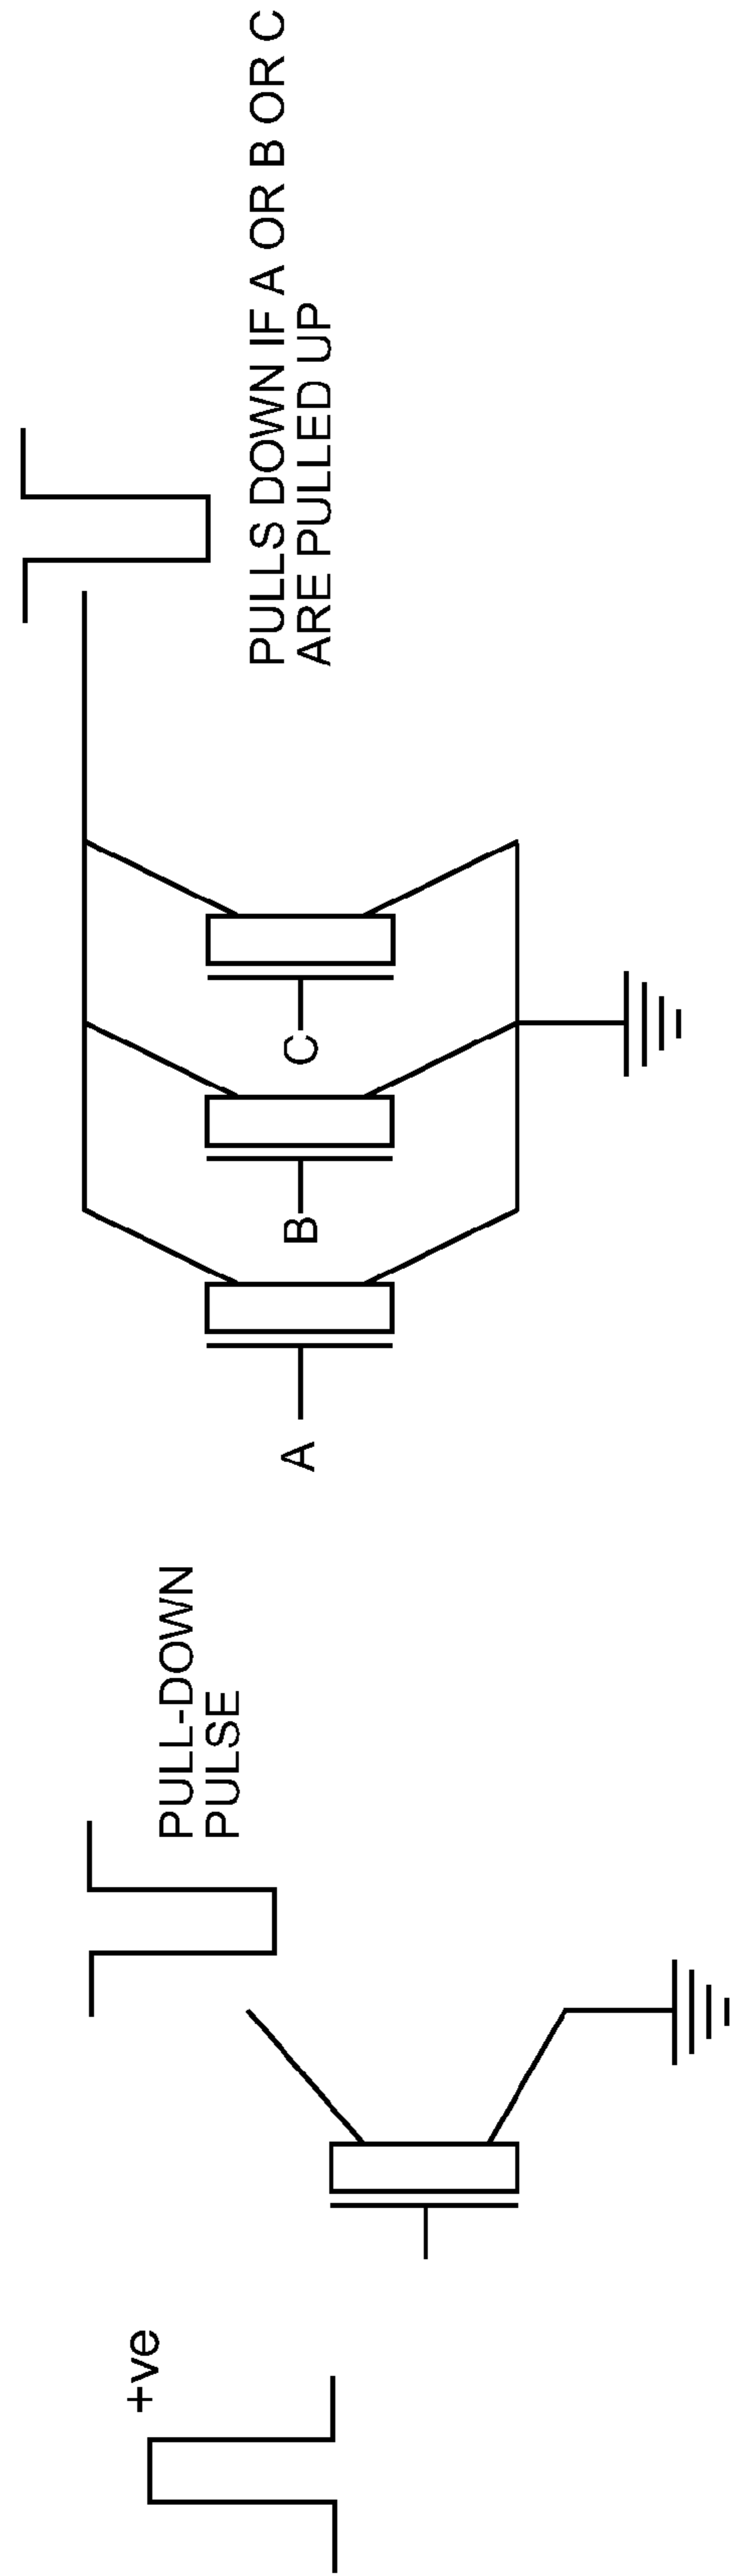 +ve
PULL-DOWN
PULSE
A
B
C
PULLS DOWN IF A OR B OR C
ARE PULLED UP